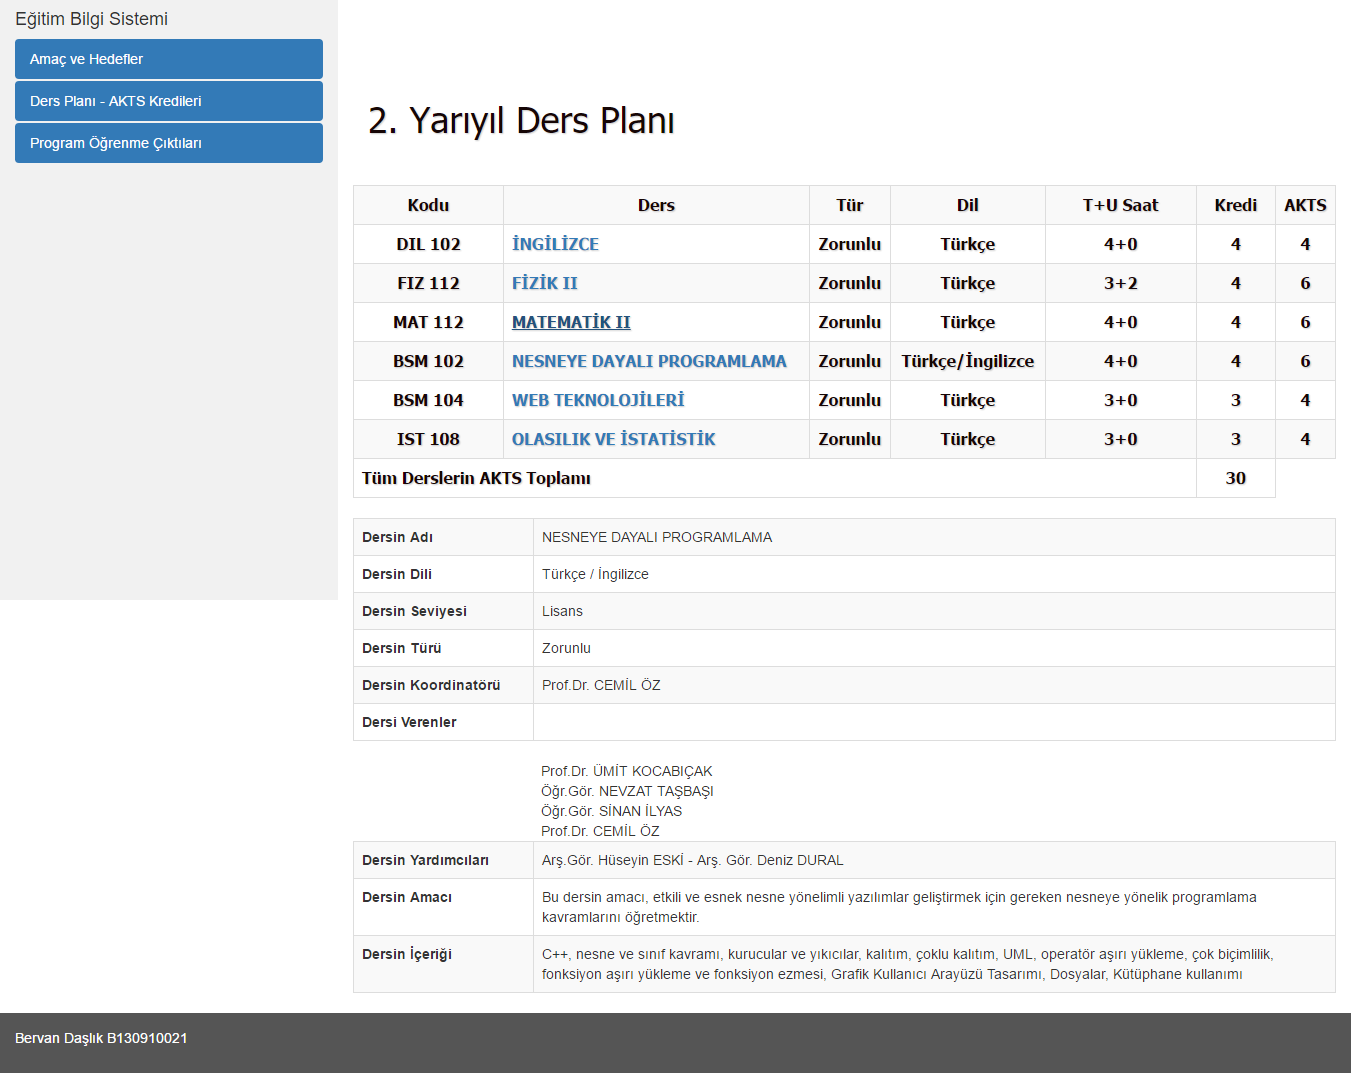 Eğitim Bilgi Sistemi
Amaç ve Hedefler
Ders Planı - AKTS Kredileri
Program Öğrenme Çıktıları
2. Yarıyıl Ders Planı
Kodu Ders Tür Dil T+U Saat Kredi AKTS
DIL 102 İNGİLİZCE Zorunlu Türkçe 4+0 4 4
FIZ 112 FİZİK II Zorunlu Türkçe 3+2 4 6
MAT 112 MATEMATİK II Zorunlu Türkçe 4+0 4 6
BSM 102 NESNEYE DAYALI PROGRAMLAMA Zorunlu Türkçe/İngilizce 4+0 4 6
BSM 104 WEB TEKNOLOJİLERİ Zorunlu Türkçe 3+0 3 4
IST 108 OLASILIK VE İSTATİSTİK Zorunlu Türkçe 3+0 3 4
Tüm Derslerin AKTS Toplamı 30
Dersin Adı NESNEYE DAYALI PROGRAMLAMA
Dersin Dili Türkçe / İngilizce
Dersin Seviyesi Lisans
Dersin Türü Zorunlu
Dersin Koordinatörü Prof.Dr. CEMİL ÖZ
Dersi Verenler
Prof.Dr. ÜMİT KOCABIÇAK
Öğr.Gör. NEVZAT TAŞBAŞI
Öğr.Gör. SİNAN İLYAS
Prof.Dr. CEMİL ÖZ
Dersin Yardımcıları Arş.Gör. Hüseyin ESKİ - Arş. Gör. Deniz DURAL
Dersin Amacı Bu dersin amacı, etkili ve esnek nesne yönelimli yazılımlar geliştirmek için gereken nesneye yönelik programlama
kavramlarını öğretmektir.
Dersin İçeriği C++, nesne ve sınıf kavramı, kurucular ve yıkıcılar, kalıtım, çoklu kalıtım, UML, operatör aşırı yükleme, çok biçimlilik,
fonksiyon aşırı yükleme ve fonksiyon ezmesi, Grafik Kullanıcı Arayüzü Tasarımı, Dosyalar, Kütüphane kullanımı
Bervan Daşlık B130910021